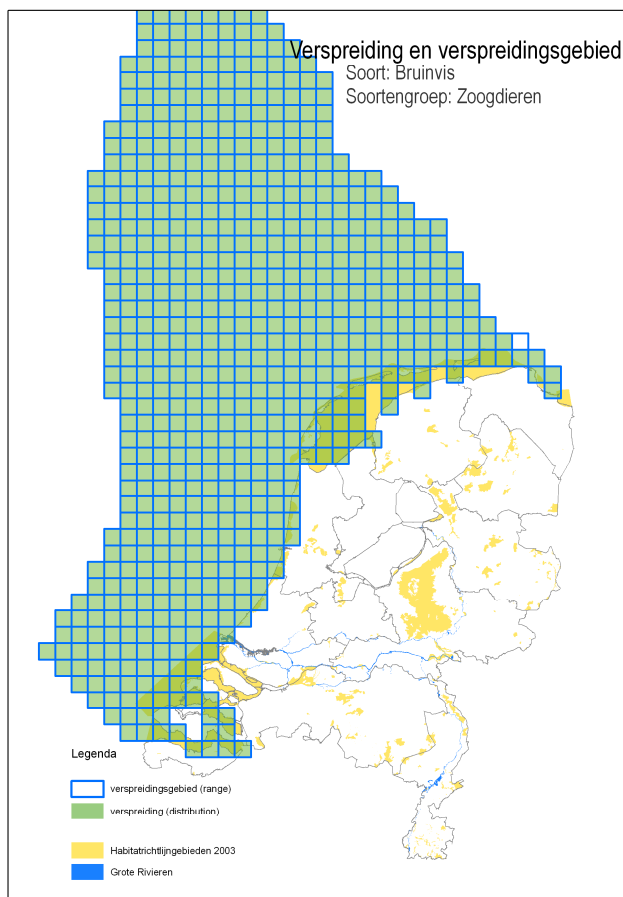 Verspreiding en verspreidingsgebied
Soort: Bruinvis
Soortengroep: Zoogdieren
Legenda
verspreidingsgebied (range)
verspreiding (distribution)
Habitatrichtlijngebieden 2003
Grote Rivieren